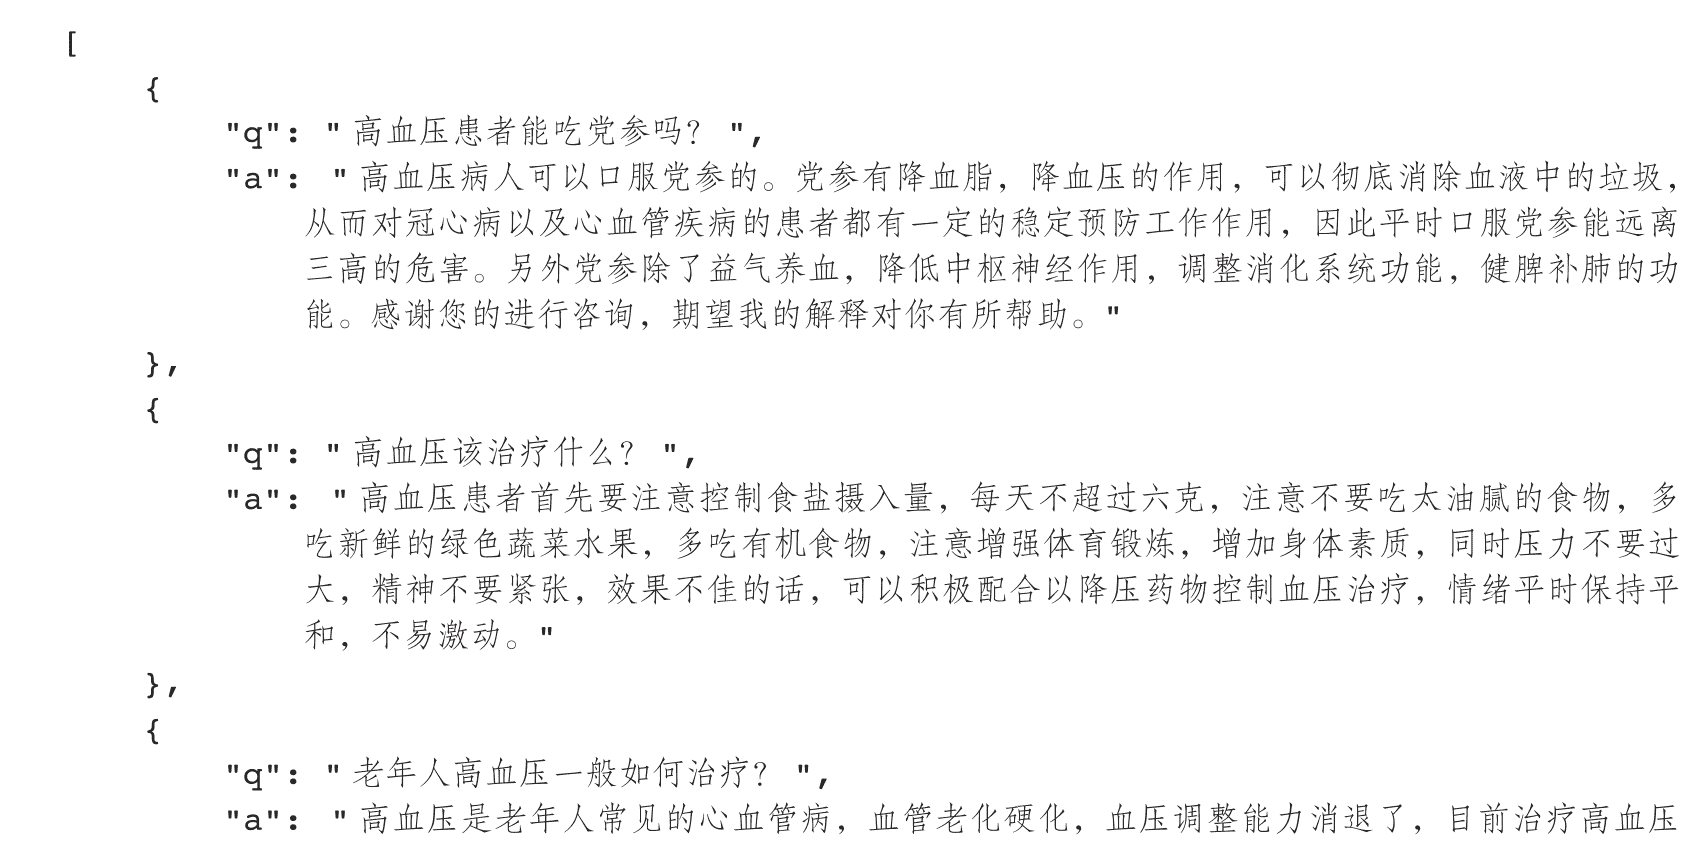 [
{
"q": "高血压患者能吃党参吗？",
"a": "高血压病人可以口服党参的。党参有降血脂，降血压的作用，可以彻底消除血液中的垃圾，
从而对冠心病以及心血管疾病的患者都有一定的稳定预防工作作用，因此平时口服党参能远离
三高的危害。另外党参除了益气养血，降低中枢神经作用，调整消化系统功能，健脾补肺的功
能。感谢您的进行咨询，期望我的解释对你有所帮助。"
},
{
"q": "高血压该治疗什么？",
"a": "高血压患者首先要注意控制食盐摄入量，每天不超过六克，注意不要吃太油腻的食物，多
吃新鲜的绿色蔬菜水果，多吃有机食物，注意增强体育锻炼，增加身体素质，同时压力不要过
大，精神不要紧张，效果不佳的话，可以积极配合以降压药物控制血压治疗，情绪平时保持平
和，不易激动。"
},
{
"q": "老年人高血压一般如何治疗？",
"a": "高血压是老年人常见的心血管病，血管老化硬化，血压调整能力消退了，目前治疗高血压